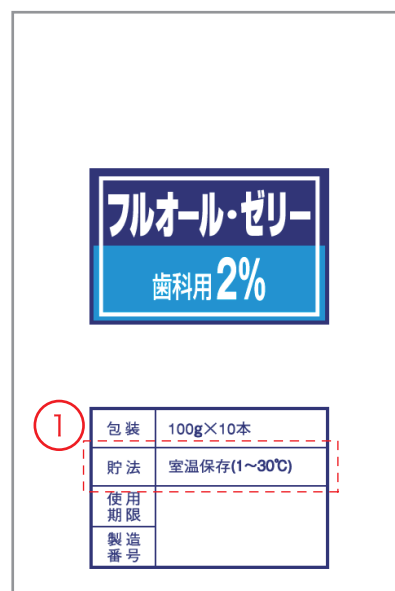 フルオール・ゼリー
歯科用2%
1
包装 100g×10本
貯法 室温保存(1~30℃)
使用
期限
製造
番号